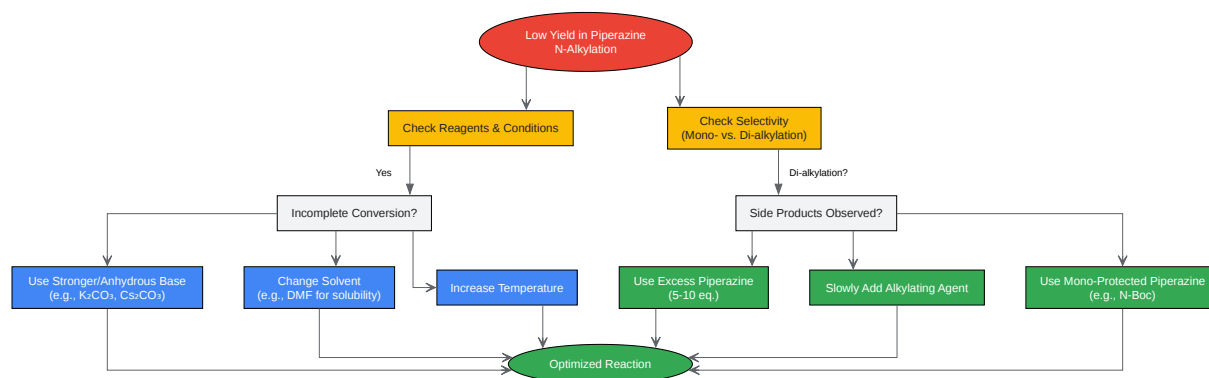 Low Yield in Piperazine
N-Alkylation
Check Reagents & Conditions
Check Selectivity
(Mono- vs. Di-alkylation)
Yes
Di-alkylation?
Incomplete Conversion?
Side Products Observed?
Use Stronger/Anhydrous Base
(e.g., K₂CO₃, Cs₂CO₃)
Change Solvent
(e.g., DMF for solubility)
Increase Temperature
Use Excess Piperazine
(5-10 eq.)
Slowly Add Alkylating Agent
Use Mono-Protected Piperazine
(e.g., N-Boc)
Optimized Reaction